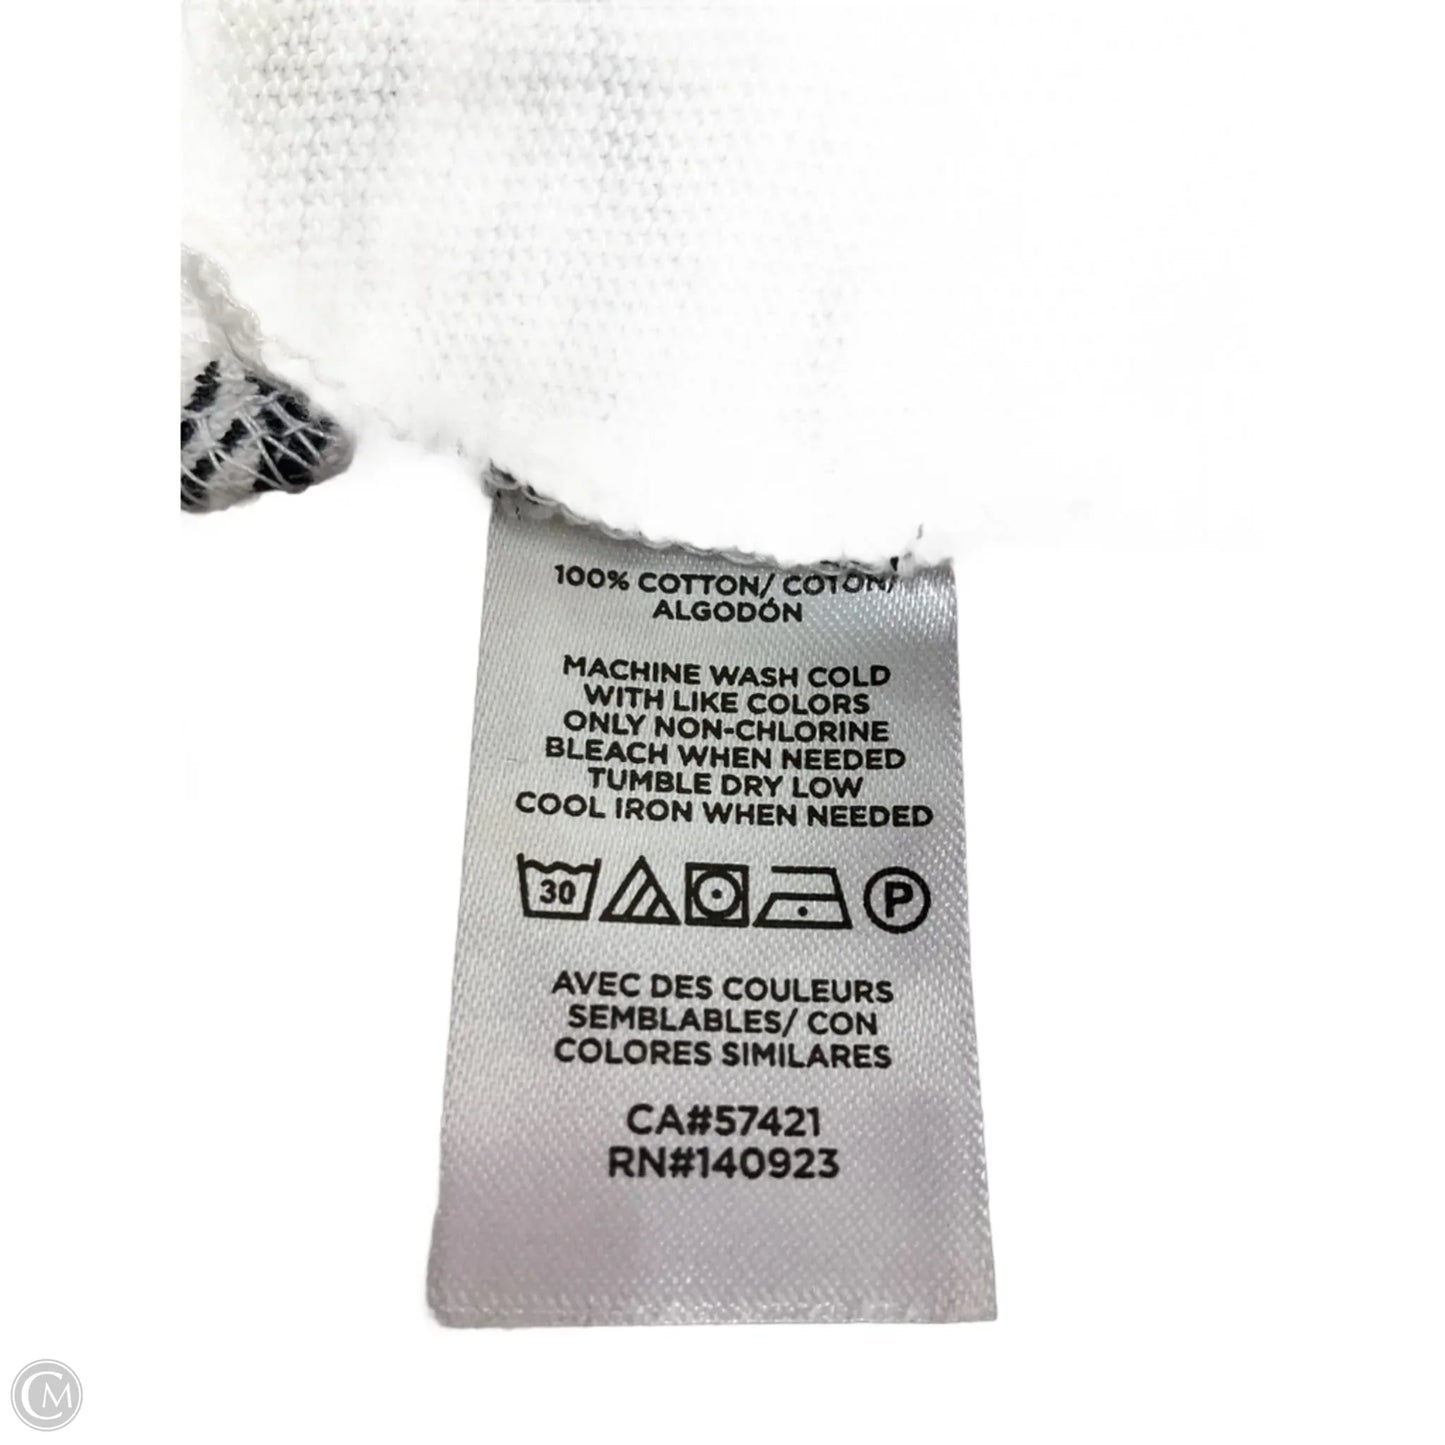 100% COTTON/ COTON/
ALGODÓN
MACHINE WASH COLD
WITH LIKE COLORS
ONLY NON-CHLORINE
BLEACH WHEN NEEDED
TUMBLE DRY LOW
COOL IRON WHEN NEEDED
30 P
AVEC DES COULEURS
SEMBLABLES/ CON
COLORES SIMILARES
CA#57421
RN#140923
CM